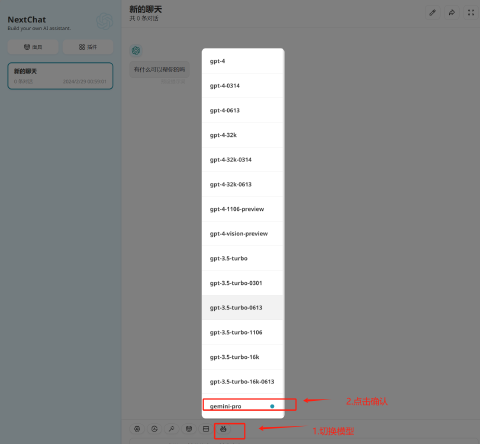 NextChat
Build your own AI assistant.
面具
插件
新的聊天
0 条对话
新的聊天
共 0 条对话
有什么可以帮你的吗
gpt-4
gpt-4-0314
gpt-4-0613
gpt-4-32k
gpt-4-32k-0314
gpt-4-32k-0613
gpt-4-1106-preview
gpt-4-vision-preview
gpt-3.5-turbo
gpt-3.5-turbo-0301
gpt-3.5-turbo-0613
gpt-3.5-turbo-1106
gpt-3.5-turbo-16k
gpt-3.5-turbo-16k-0613
gemini-pro
2.点击确认
1.切换模型